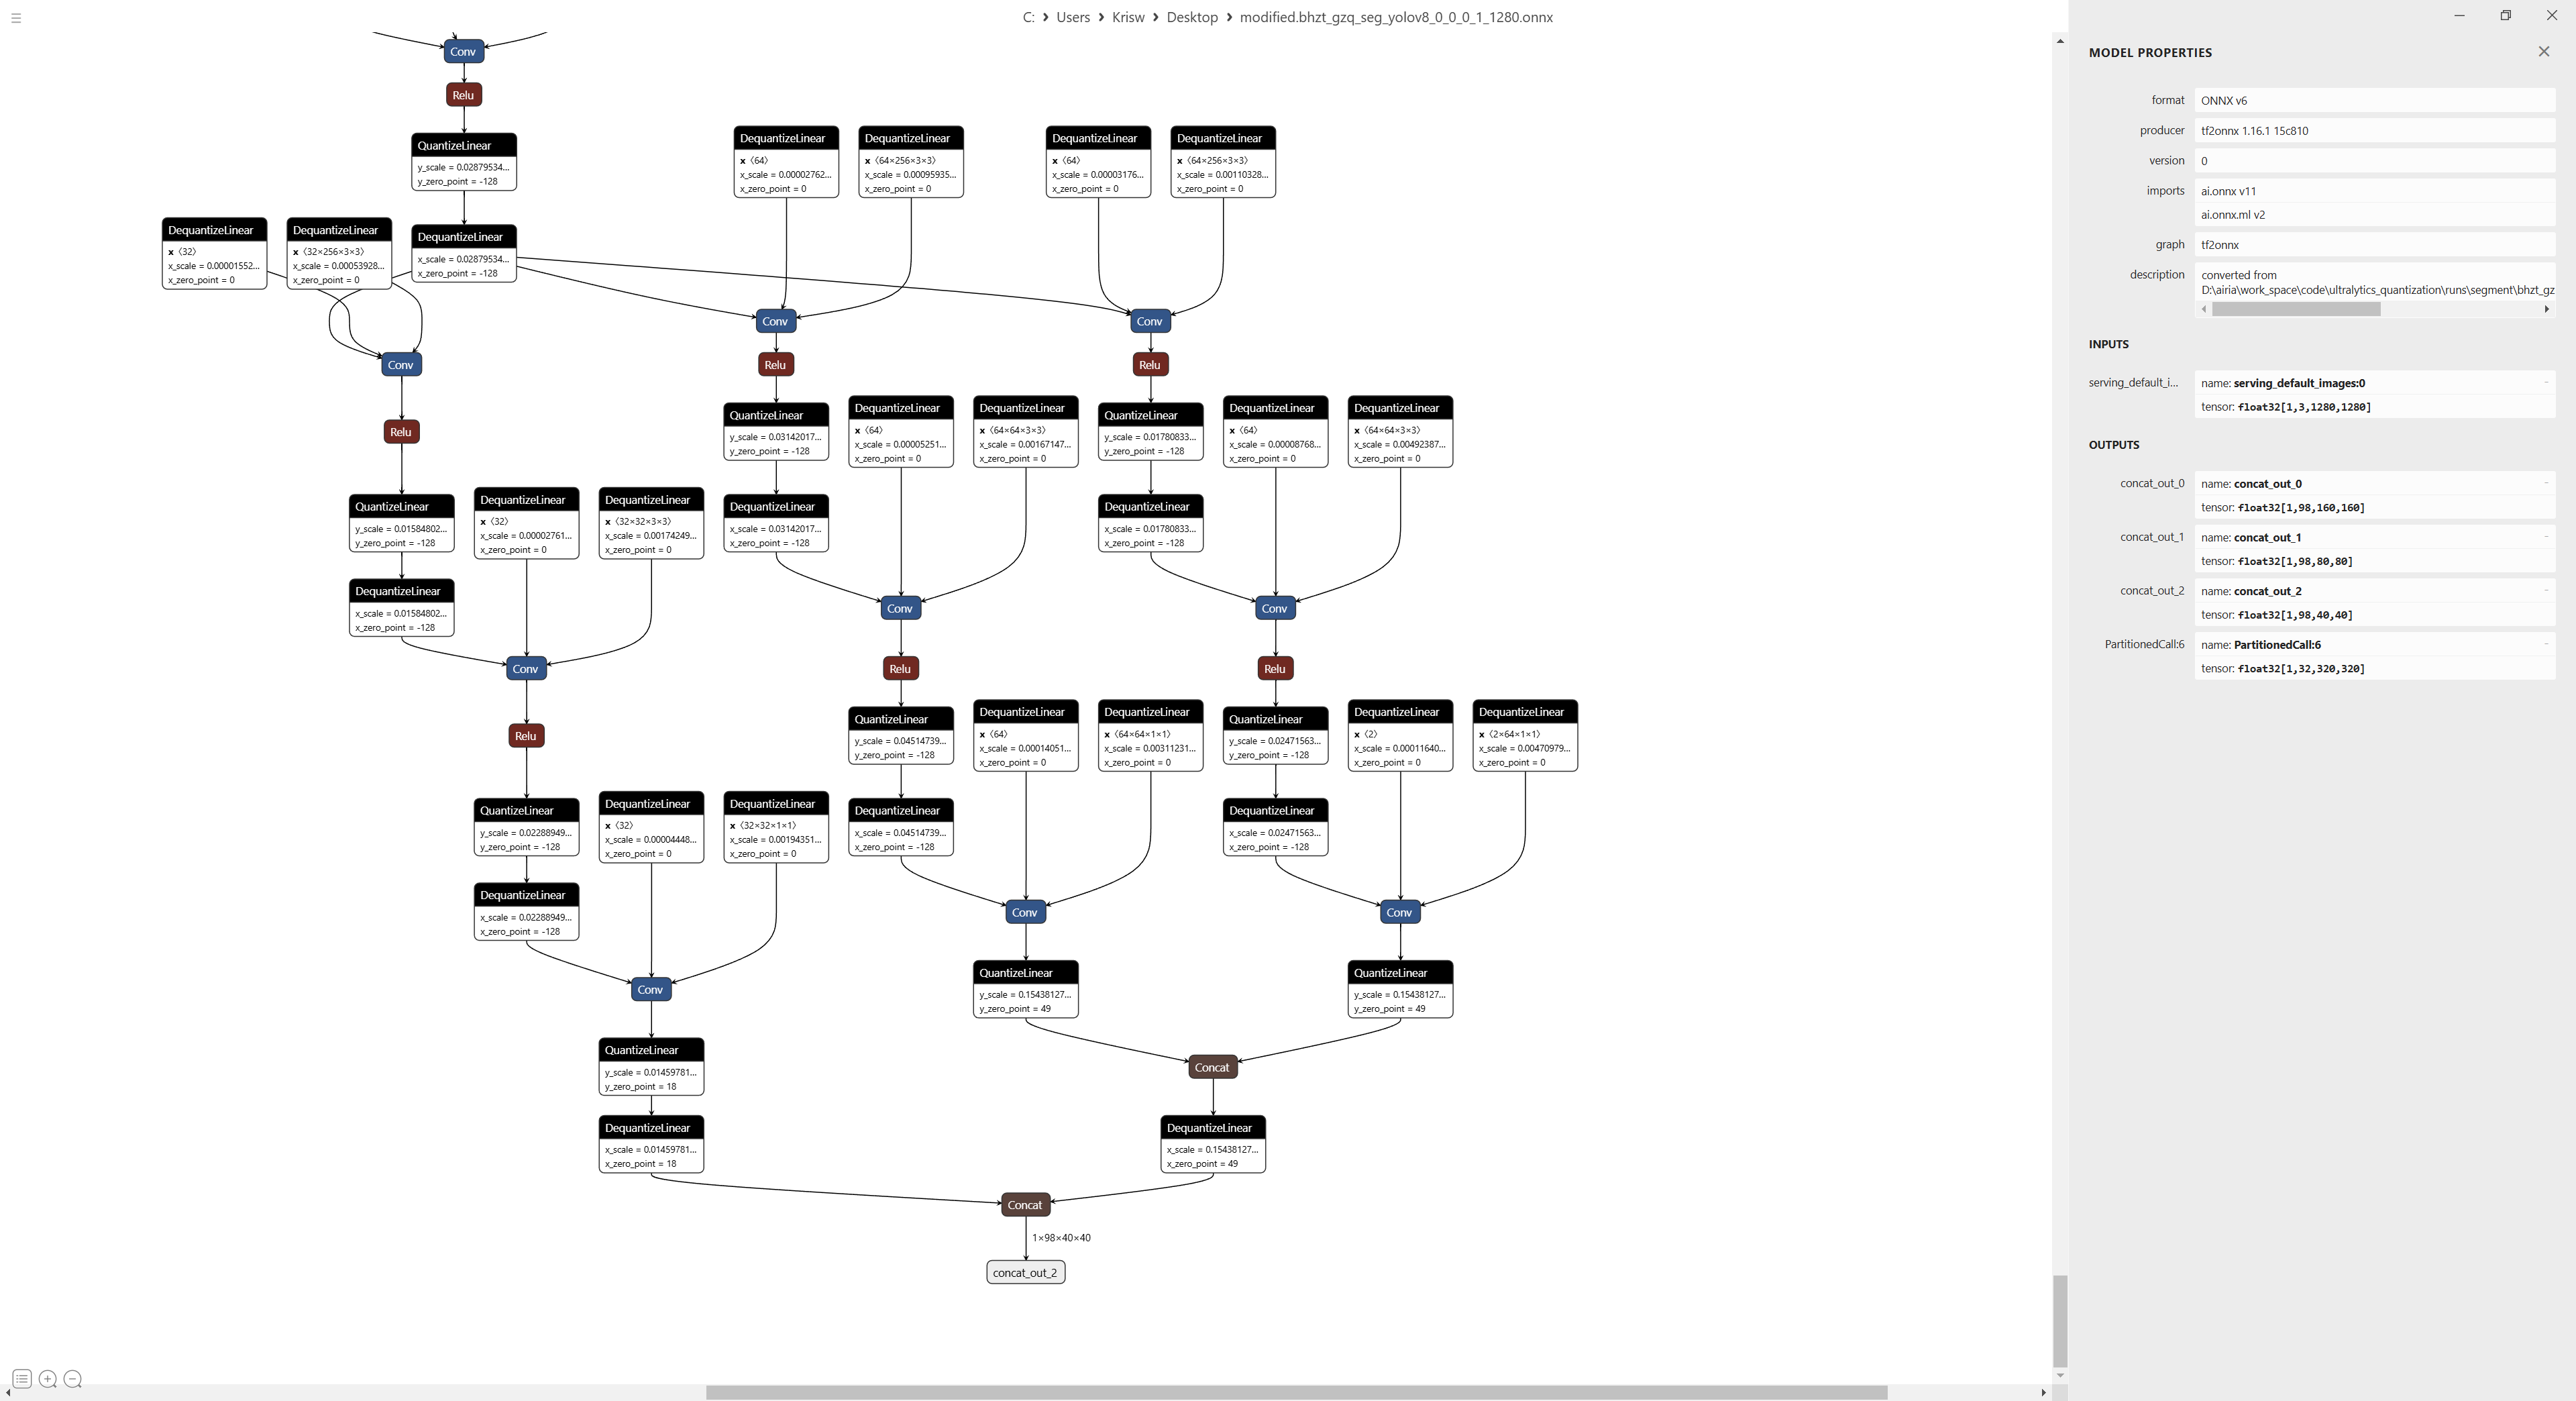 C: > Users > Krisw > Desktop > modified.bhzt_gzq_seg_yolov8_0_0_0_1_1280.onnx
Conv
Relu
QuantizeLinear
y_scale = 0.02879534...
y_zero_point = -128
DequantizeLinear
x 〈64〉
x_scale = 0.00002762...
x_zero_point = 0
DequantizeLinear
x 〈64×256×3×3〉
x_scale = 0.00095935...
x_zero_point = 0
DequantizeLinear
x 〈64〉
x_scale = 0.00003176...
x_zero_point = 0
DequantizeLinear
x 〈64×256×3×3〉
x_scale = 0.00110328...
x_zero_point = 0
DequantizeLinear
x 〈32〉
x_scale = 0.00001552...
x_zero_point = 0
DequantizeLinear
x 〈32×256×3×3〉
x_scale = 0.00053928...
x_zero_point = 0
DequantizeLinear
x_scale = 0.02879534...
x_zero_point = -128
Conv
Conv
Conv
Relu
Relu
Relu
QuantizeLinear
y_scale = 0.03142017...
y_zero_point = -128
DequantizeLinear
x 〈64〉
x_scale = 0.00005251...
x_zero_point = 0
DequantizeLinear
x 〈64×64×3×3〉
x_scale = 0.00167147...
x_zero_point = 0
QuantizeLinear
y_scale = 0.01780833...
y_zero_point = -128
DequantizeLinear
x 〈64〉
x_scale = 0.00008768...
x_zero_point = 0
DequantizeLinear
x 〈64×64×3×3〉
x_scale = 0.00492387...
x_zero_point = 0
QuantizeLinear
y_scale = 0.01584802...
y_zero_point = -128
DequantizeLinear
x 〈32〉
x_scale = 0.00002761...
x_zero_point = 0
DequantizeLinear
x 〈32×32×3×3〉
x_scale = 0.00174249...
x_zero_point = 0
DequantizeLinear
x_scale = 0.03142017...
x_zero_point = -128
DequantizeLinear
x_scale = 0.01780833...
x_zero_point = -128
DequantizeLinear
x_scale = 0.01584802...
x_zero_point = -128
Conv
Conv
Conv
Relu
Relu
Relu
QuantizeLinear
y_scale = 0.04514739...
y_zero_point = -128
DequantizeLinear
x 〈64〉
x_scale = 0.00014051...
x_zero_point = 0
DequantizeLinear
x 〈64×64×1×1〉
x_scale = 0.00311231...
x_zero_point = 0
QuantizeLinear
y_scale = 0.02471563...
y_zero_point = -128
DequantizeLinear
x 〈2〉
x_scale = 0.00011640...
x_zero_point = 0
DequantizeLinear
x 〈2×64×1×1〉
x_scale = 0.00470979...
x_zero_point = 0
QuantizeLinear
y_scale = 0.02288949...
y_zero_point = -128
DequantizeLinear
x 〈32〉
x_scale = 0.00004448...
x_zero_point = 0
DequantizeLinear
x 〈32×32×1×1〉
x_scale = 0.00194351...
x_zero_point = 0
DequantizeLinear
x_scale = 0.04514739...
x_zero_point = -128
DequantizeLinear
x_scale = 0.02471563...
x_zero_point = -128
DequantizeLinear
x_scale = 0.02288949...
x_zero_point = -128
Conv
Conv
Conv
QuantizeLinear
y_scale = 0.15438127...
y_zero_point = 49
QuantizeLinear
y_scale = 0.15438127...
y_zero_point = 49
QuantizeLinear
y_scale = 0.01459781...
y_zero_point = 18
Concat
DequantizeLinear
x_scale = 0.01459781...
x_zero_point = 18
DequantizeLinear
x_scale = 0.15438127...
x_zero_point = 49
Concat
1×98×40×40
concat_out_2
MODEL PROPERTIES
format ONNX v6
producer tf2onnx 1.16.1 15c810
version 0
imports ai.onnx v11
ai.onnx.ml v2
graph tf2onnx
description converted from
D:\airia\work_space\code\ultralytics_quantization\runs\segment\bhzt_gz
INPUTS
serving_default_i... name: serving_default_images:0
tensor: float32[1,3,1280,1280]
OUTPUTS
concat_out_0 name: concat_out_0
tensor: float32[1,98,160,160]
concat_out_1 name: concat_out_1
tensor: float32[1,98,80,80]
concat_out_2 name: concat_out_2
tensor: float32[1,98,40,40]
PartitionedCall:6 name: PartitionedCall:6
tensor: float32[1,32,320,320]